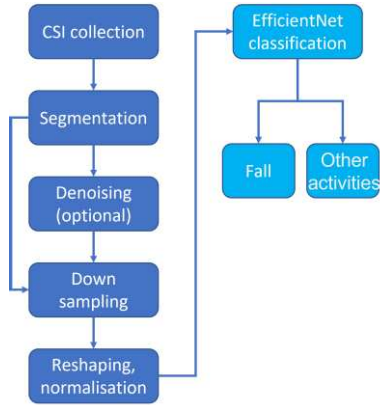 CSI collection
Segmentation
Denoising
(optional)
Down
sampling
Reshaping,
normalisation
EfficientNet
classification
Fall
Other
activities